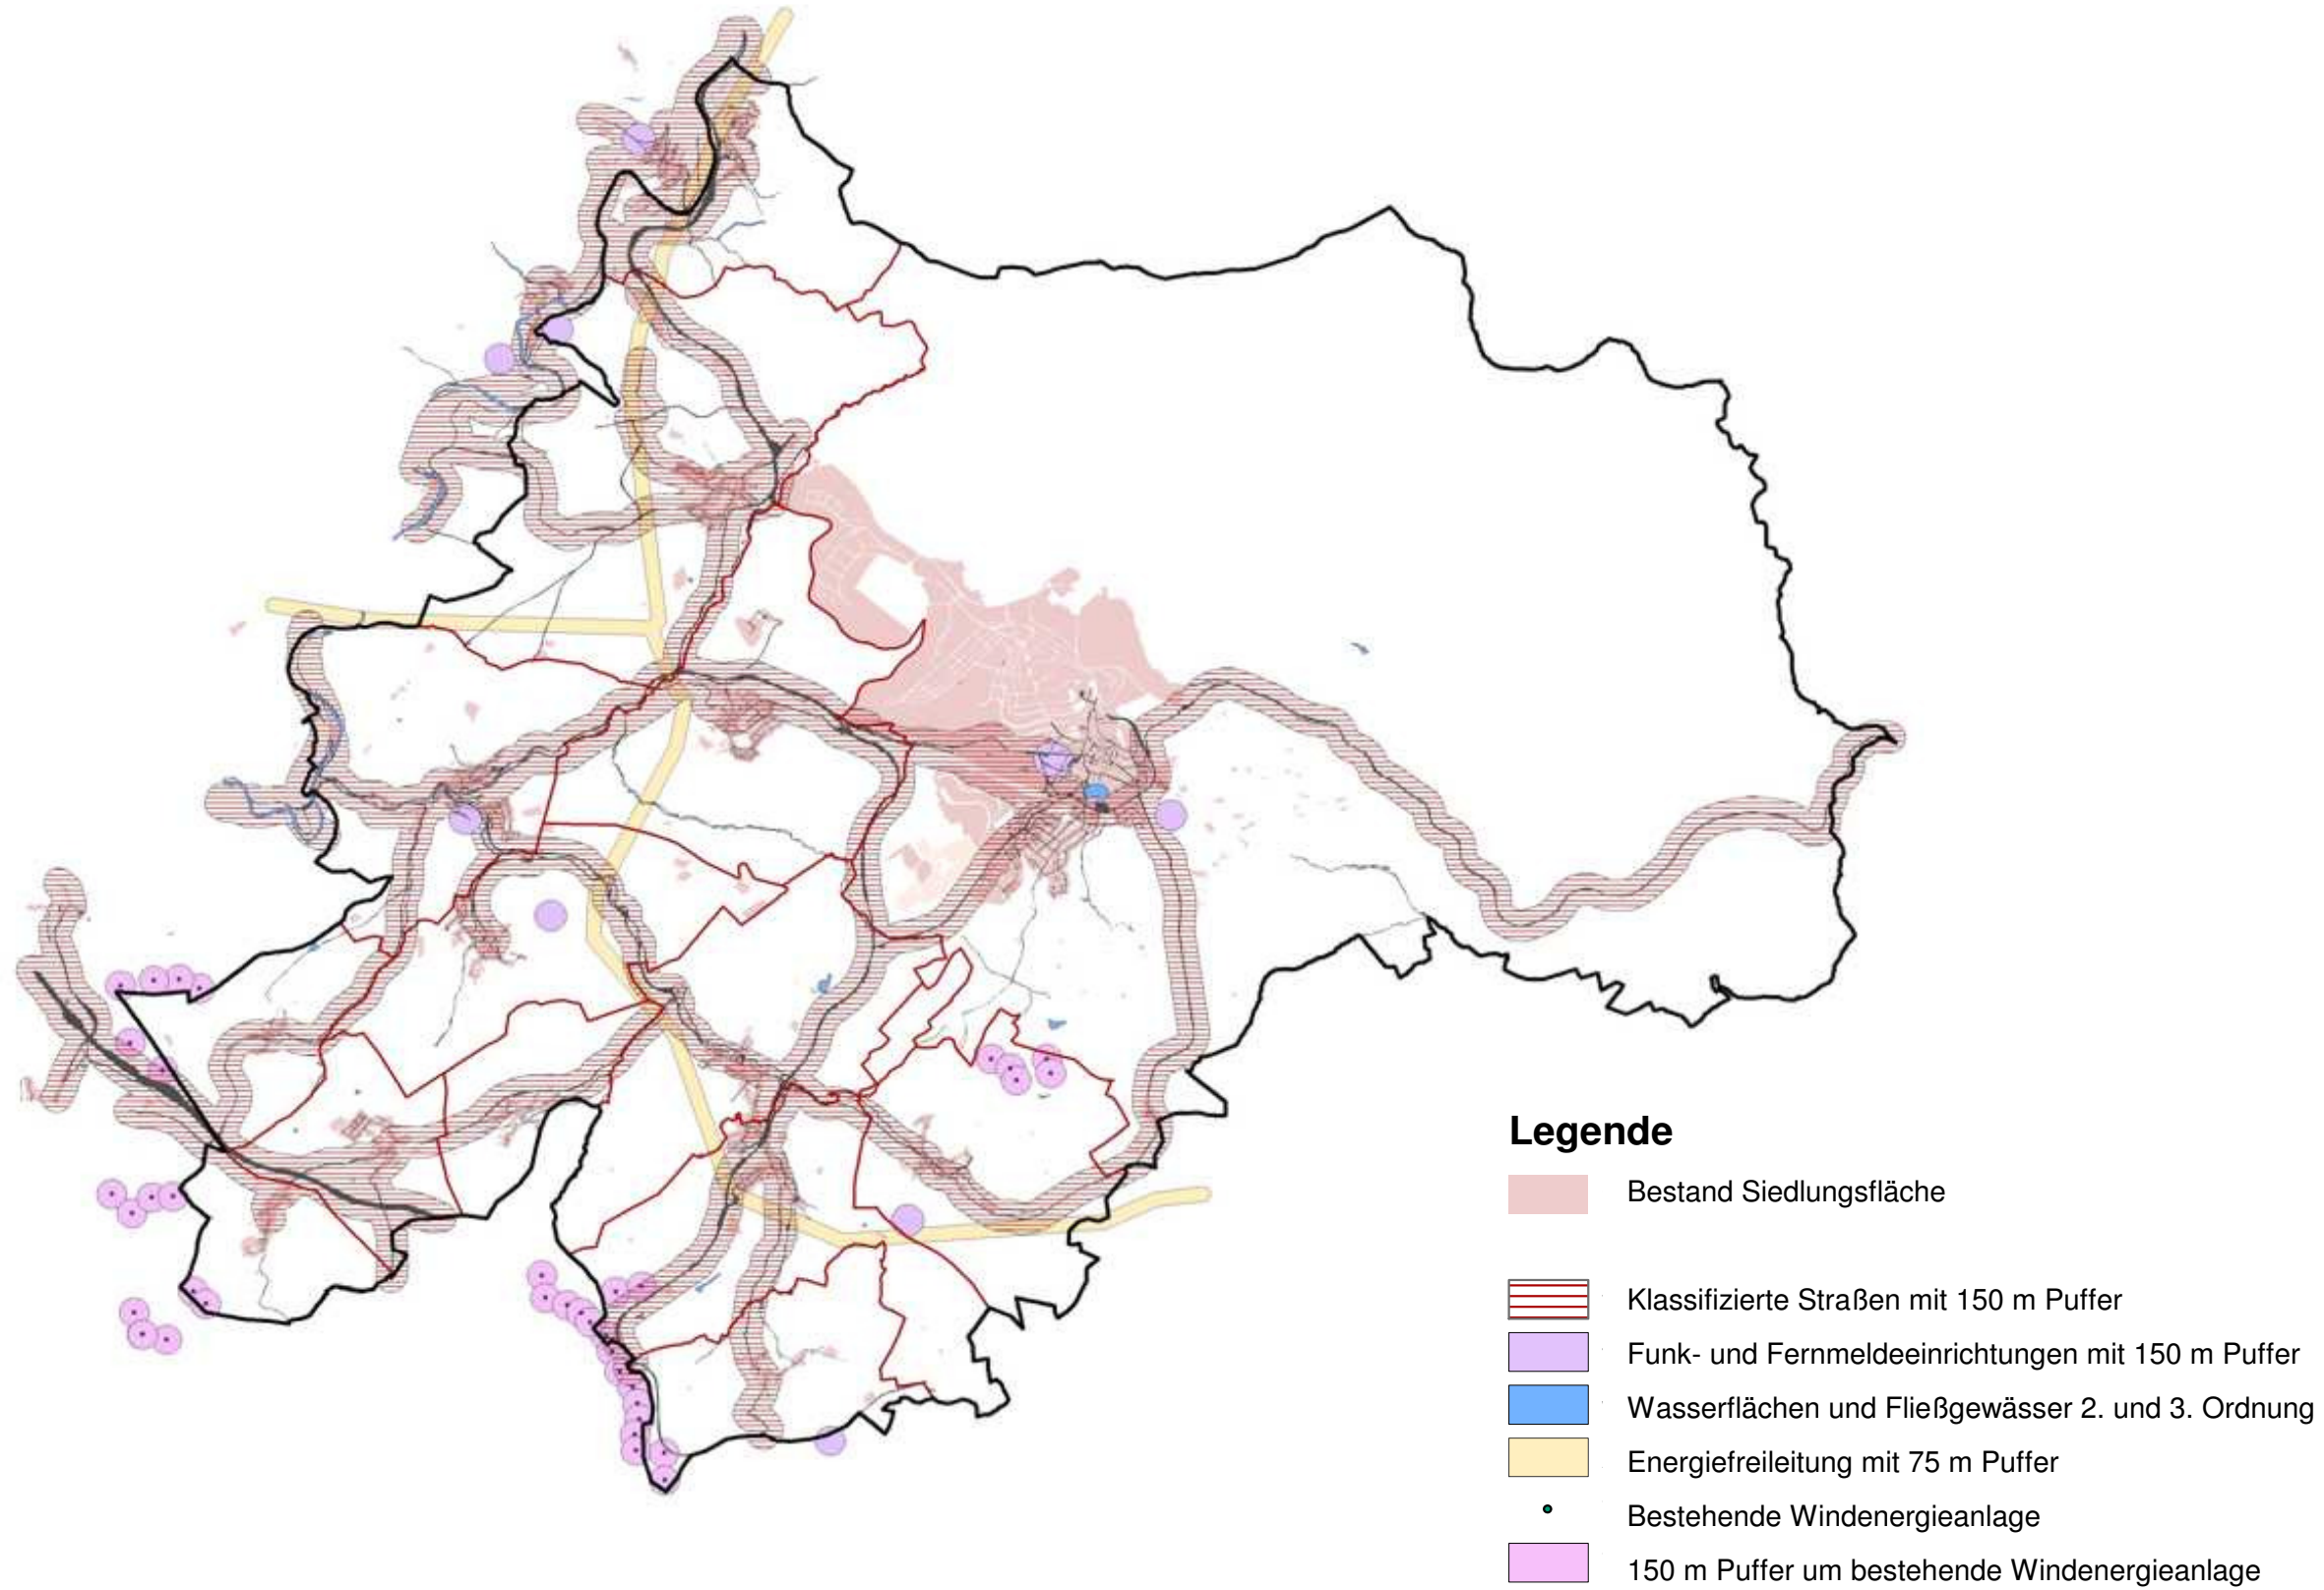 Legende
Bestand Siedlungsfläche
Klassifizierte Straßen mit 150 m Puffer
Funk- und Fernmeldeeinrichtungen mit 150 m Puffer
Wasserflächen und Fließgewässer 2. und 3. Ordnung
Energiefreileitung mit 75 m Puffer
Bestehende Windenergieanlage
150 m Puffer um bestehende Windenergieanlage